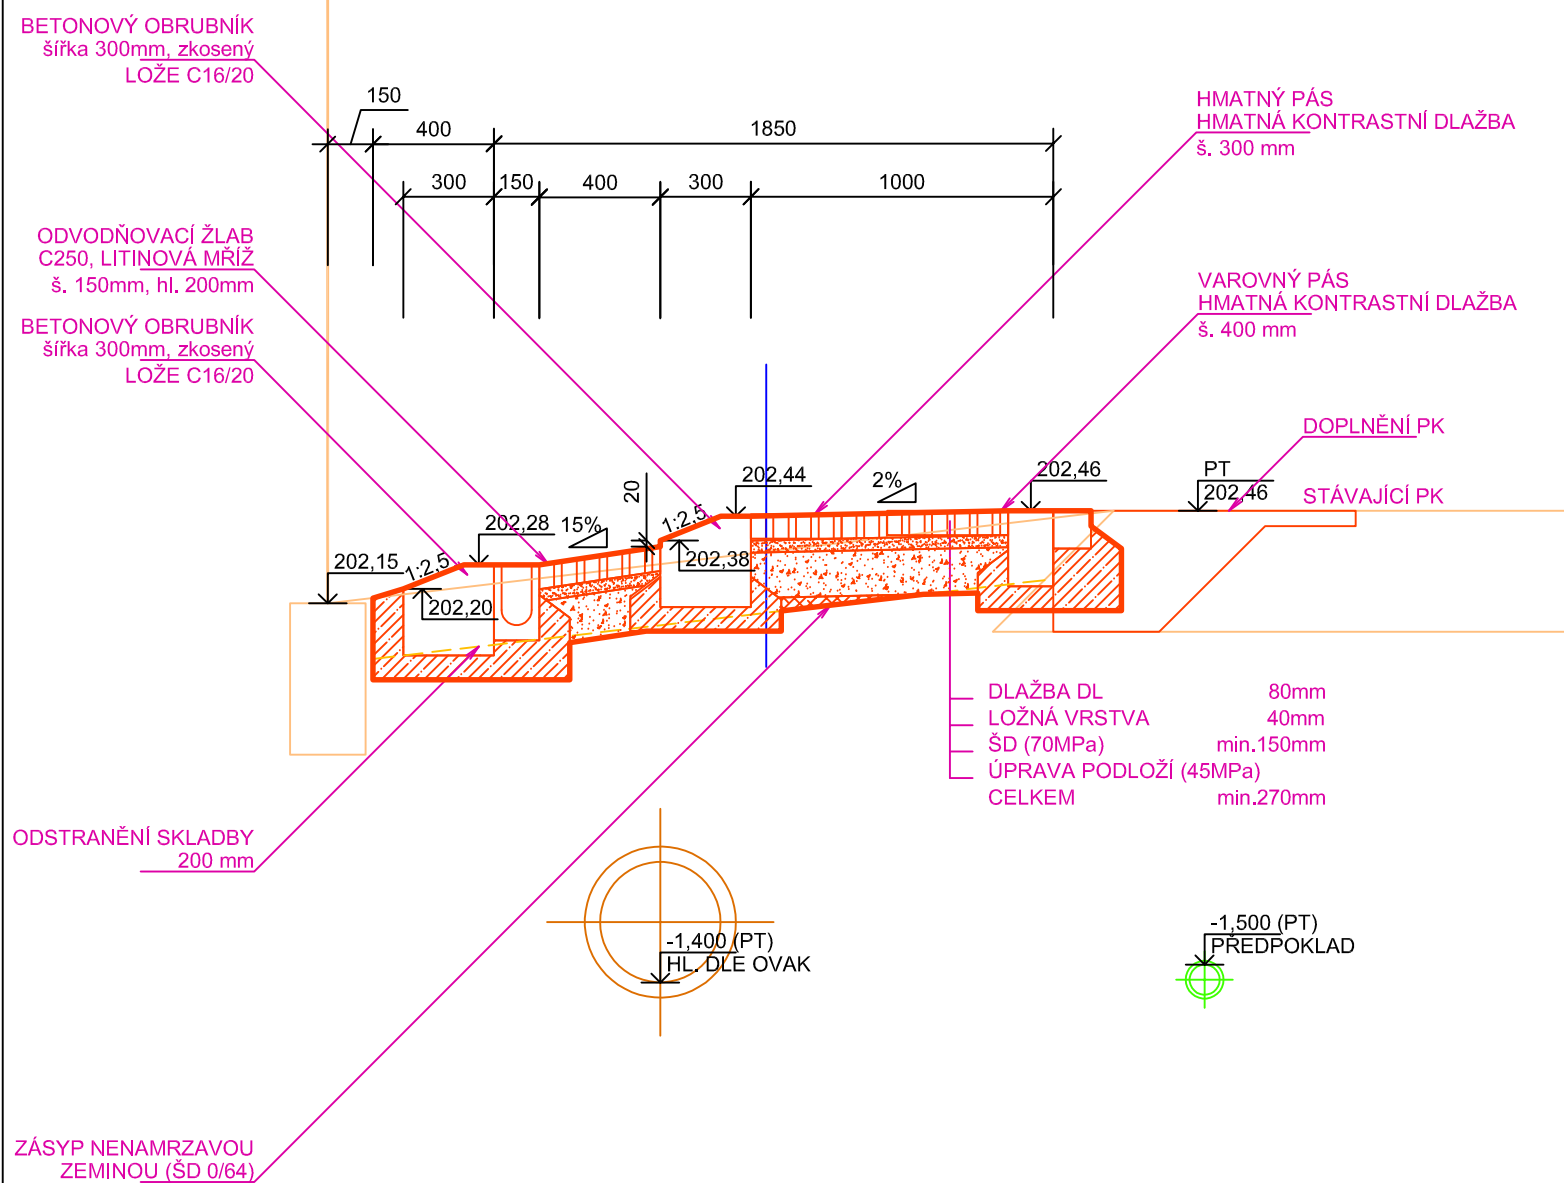 BETONOVÝ OBRUBNÍK
šířka 300mm, zkosený
LOŽE C16/20
150
400
1850
HMATNÝ PÁS
HMATNÁ KONTRASTNÍ DLAŽBA
š. 300 mm
300
150
400
300
1000
ODVODŇOVACÍ ŽLAB
C250, LITINOVÁ MŘÍŽ
š. 150mm, hl. 200mm
VAROVNÝ PÁS
HMATNÁ KONTRASTNÍ DLAŽBA
š. 400 mm
BETONOVÝ OBRUBNÍK
šířka 300mm, zkosený
LOŽE C16/20
DOPLNĚNÍ PK
STÁVAJÍCÍ PK
PT
202,46
202,46
2%
202,44
20
1:2,5
202,38
15%
202,28
202,15
1:2,5
202,20
DLAŽBA DL 80mm
LOŽNÁ VRSTVA 40mm
ŠD (70MPa) min.150mm
ÚPRAVA PODLOŽÍ (45MPa)
CELKEM min.270mm
ODSTRANĚNÍ SKLADBY
200 mm
-1,400 (PT)
HL. DLE OVAK
-1,500 (PT)
PŘEDPOKLAD
ZÁSYP NENAMRZAVOU
ZEMINOU (ŠD 0/64)